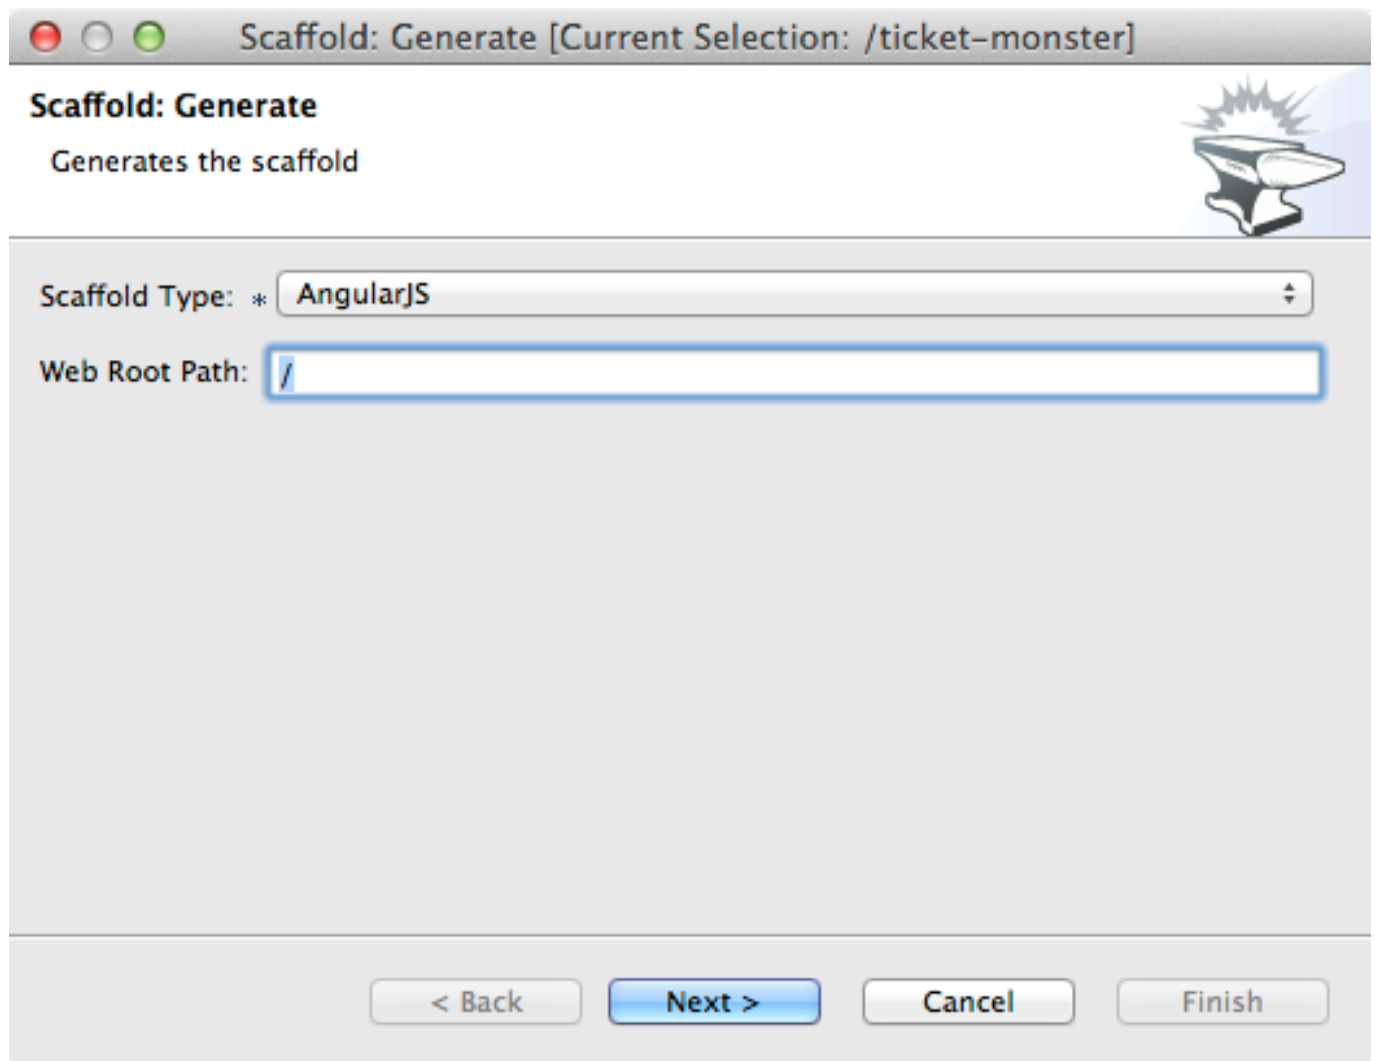 Scaffold: Generate [Current Selection: /ticket-monster]
Scaffold: Generate
Generates the scaffold
Scaffold Type: * AngularJS
Web Root Path: /
< Back Next > Cancel Finish